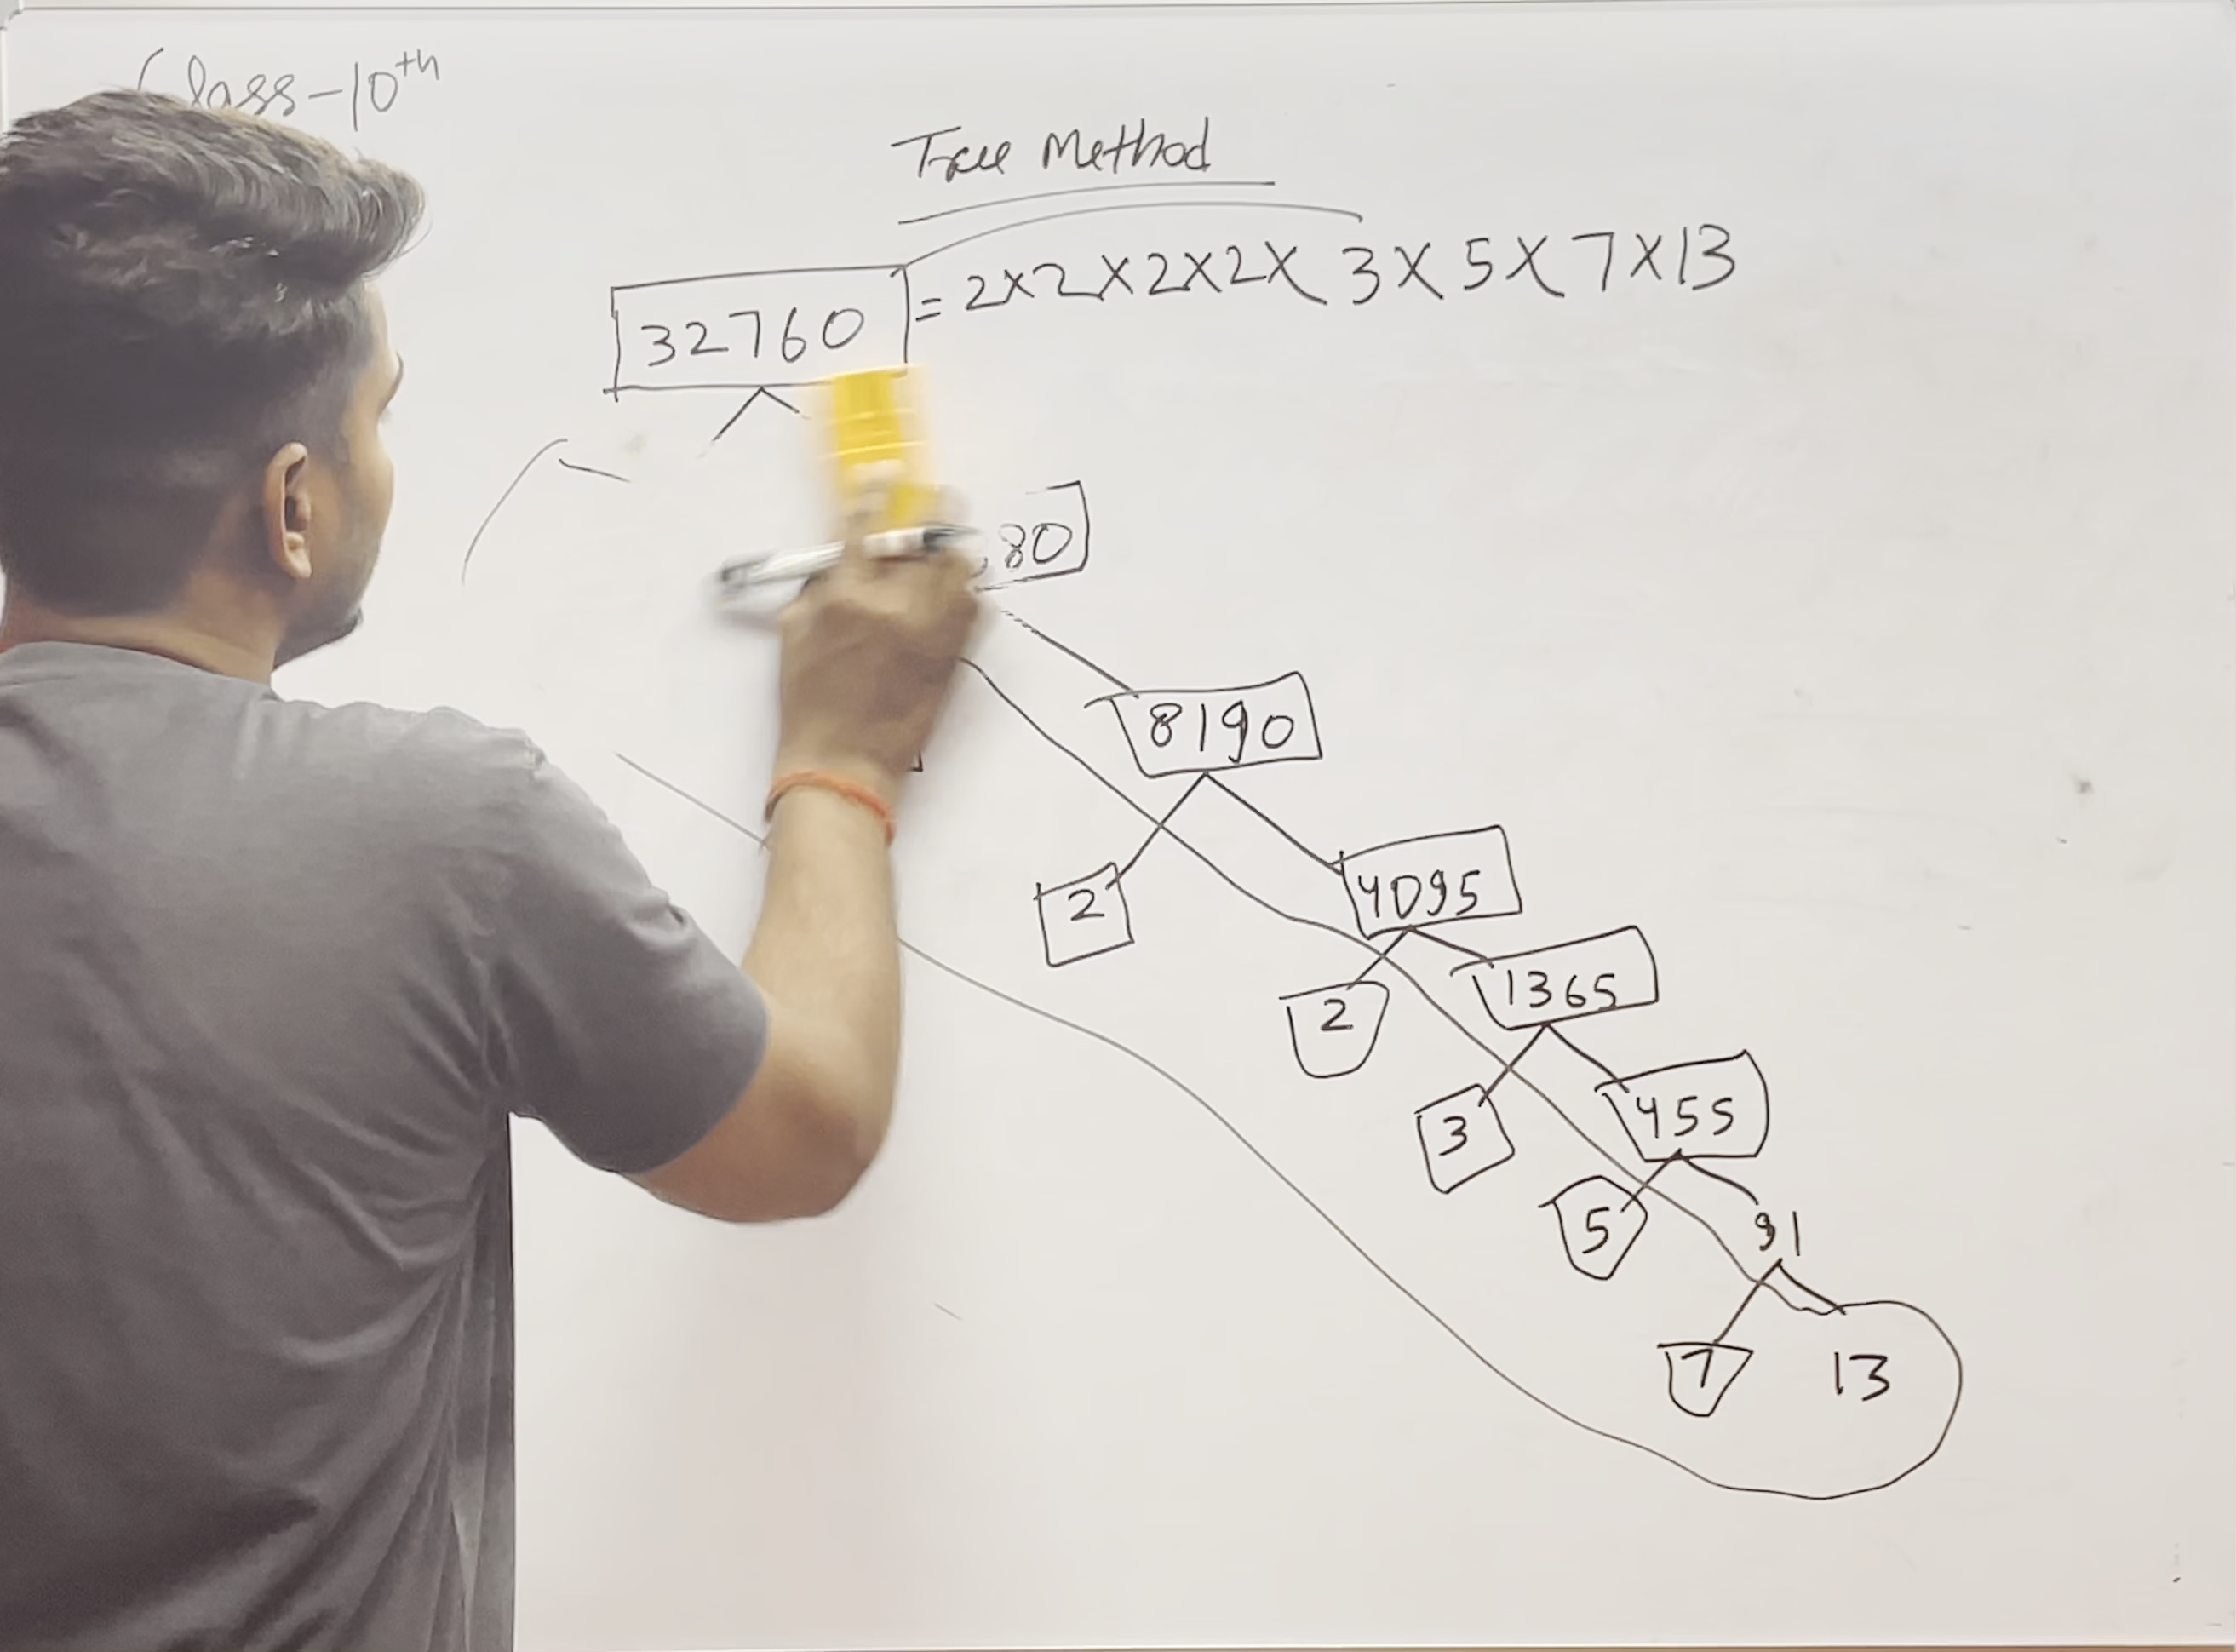 Class-10th
Tree Method
32760 = 2×2×2×2× 3×5×7×13
80
8190
2 4095
2 1365
3 455
5 91
7 13